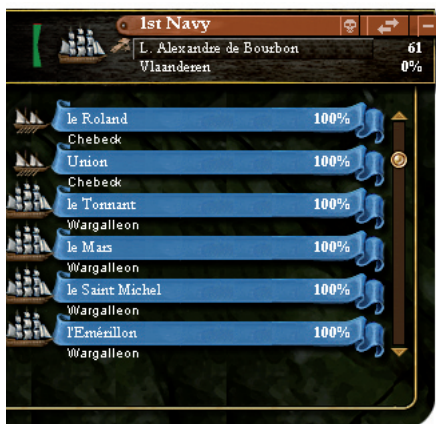 1st Navy
L. Alexandre de Bourbon 61
Vlaanderen 0%
le Roland 100%
Chebeck
Union 100%
Chebeck
le Tonnant 100%
Wargalleon
le Mars 100%
Wargalleon
le Saint Michel 100%
Wargalleon
l'Emérillon 100%
Wargalleon